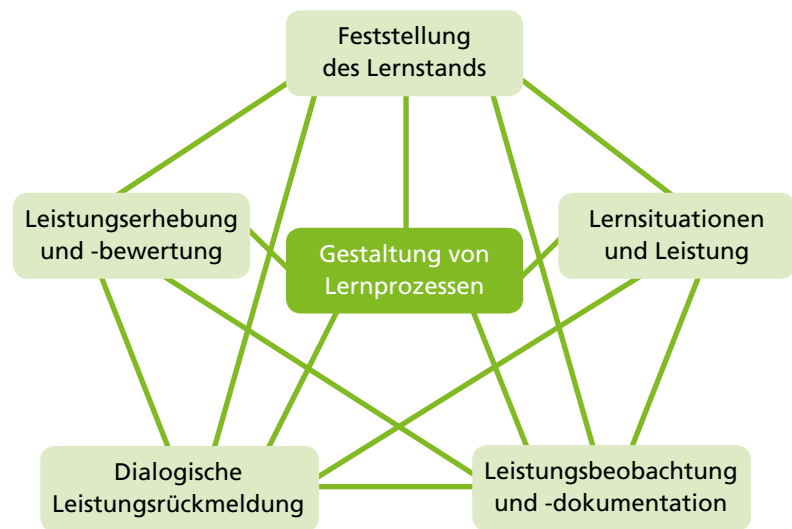 Feststellung
des Lernstands
Leistungserhebung
und -bewertung
Gestaltung von
Lernprozessen
Lernsituationen
und Leistung
Dialogische
Leistungsrückmeldung
Leistungsbeobachtung
und -dokumentation